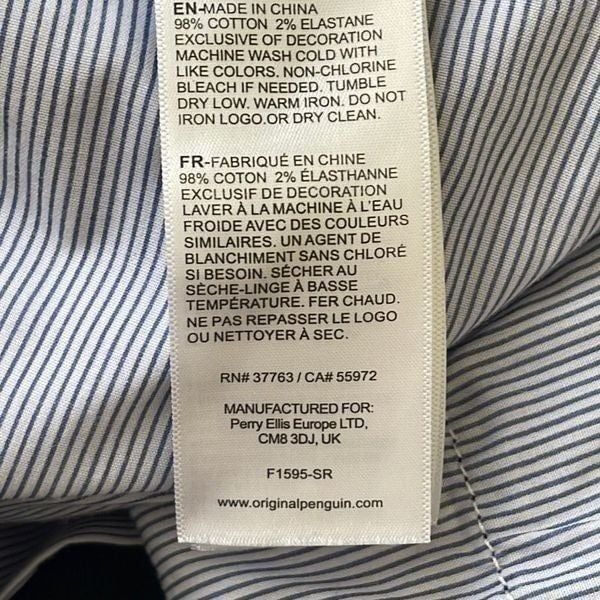 EN-MADE IN CHINA
98% COTTON 2% ELASTANE
EXCLUSIVE OF DECORATION
MACHINE WASH COLD WITH
LIKE COLORS. NON-CHLORINE
BLEACH IF NEEDED. TUMBLE
DRY LOW. WARM IRON. DO NOT
IRON LOGO.OR DRY CLEAN.
FR-FABRIQUÉ EN CHINE
98% COTON 2% ÉLASTHANNE
EXCLUSIF DE DECORATION
LAVER À LA MACHINE À L'EAU
FROIDE AVEC DES COULEURS
SIMILAIRES. UN AGENT DE
BLANCHIMENT SANS CHLORÉ
SI BESOIN. SÉCHER AU
SÈCHE-LINGE À BASSE
TEMPÉRATURE. FER CHAUD.
NE PAS REPASSER LE LOGO
OU NETTOYER À SEC.
RN# 37763 / CA# 55972
MANUFACTURED FOR:
Perry Ellis Europe LTD,
CM8 3DJ, UK
F1595-SR
www.originalpenguin.com